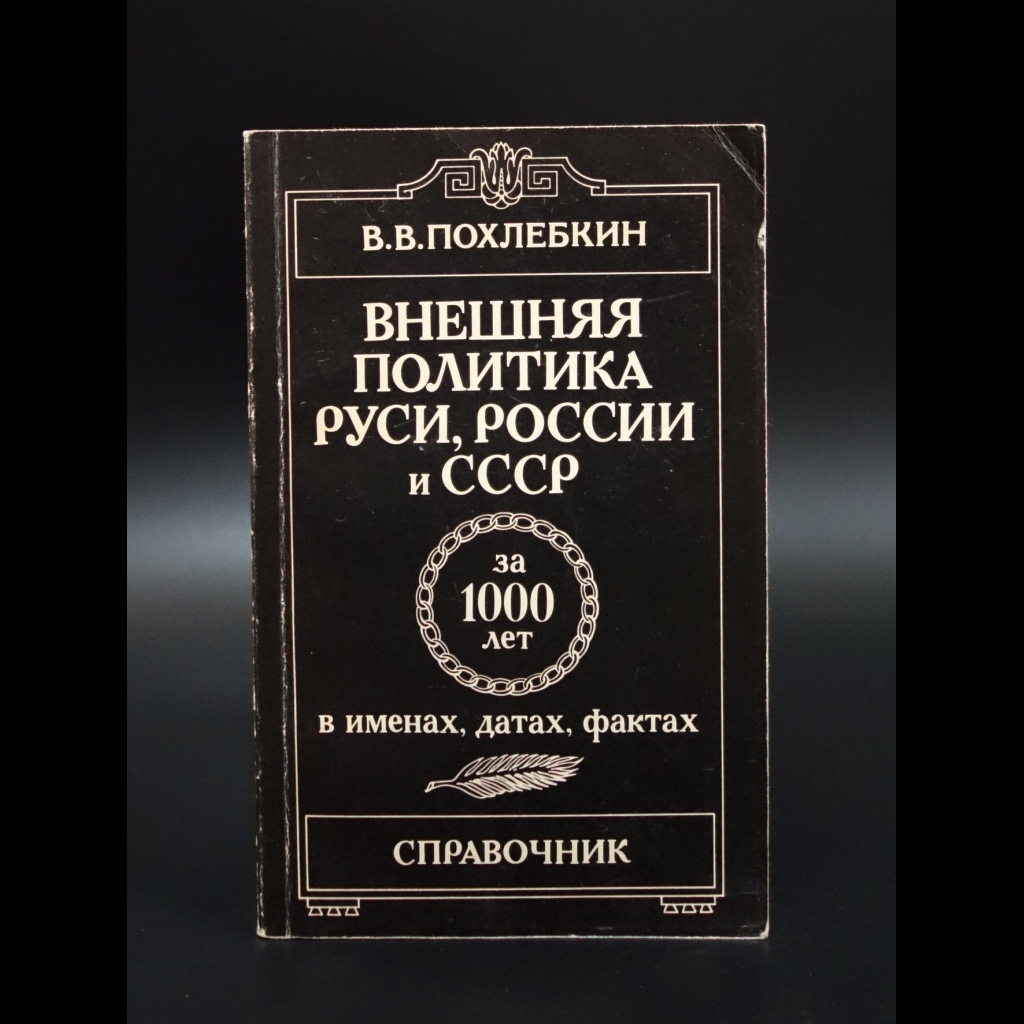 В.В.ПОХЛЕБКИН
ВНЕШНЯЯ
ПОЛИТИКА
РУСИ, РОССИИ
и СССР
за
1000
лет
в именах, датах, фактах
СПРАВОЧНИК